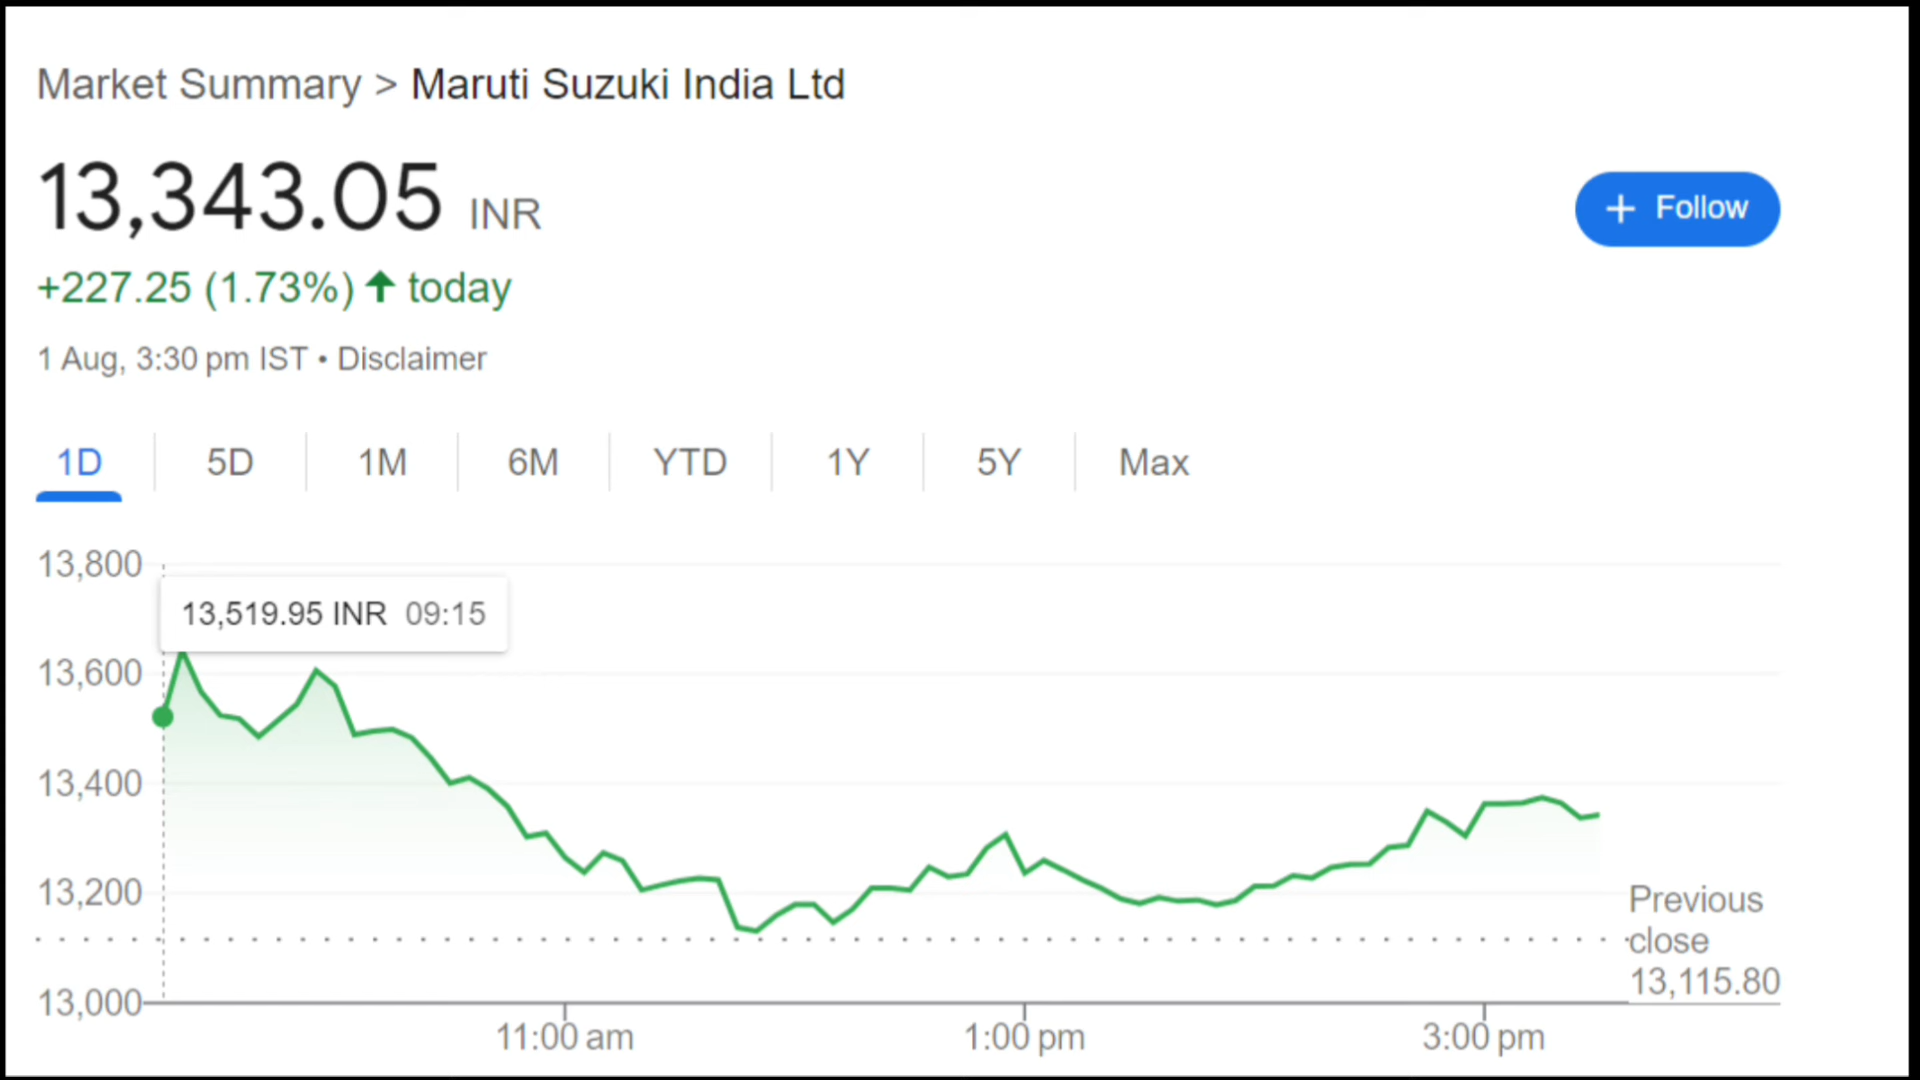 Market Summary > Maruti Suzuki India Ltd
13,343.05 INR
+ Follow
+227.25 (1.73%) ↑ today
1 Aug, 3:30 pm IST • Disclaimer
1D 5D 1M 6M YTD 1Y 5Y Max
13,800
13,519.95 INR 09:15
13,600
13,400
13,200
Previous
close
13,115.80
13,000
11:00 am 1:00 pm 3:00 pm